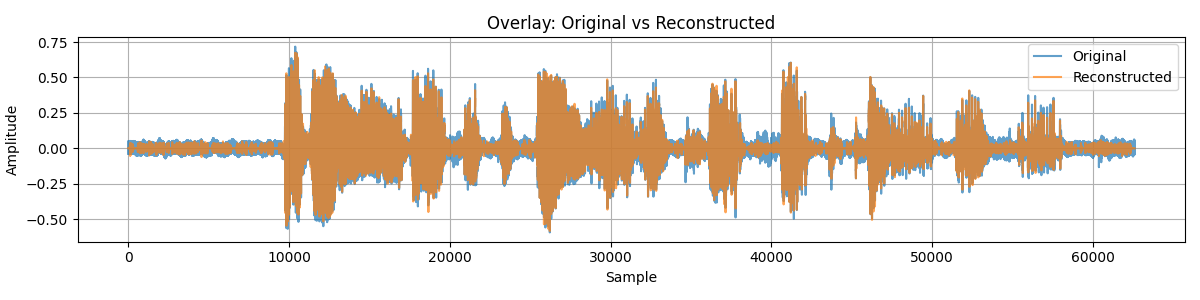 Overlay: Original vs Reconstructed
Original
Reconstructed
Amplitude
0.75
0.50
0.25
0.00
−0.25
−0.50
0 10000 20000 30000 40000 50000 60000
Sample